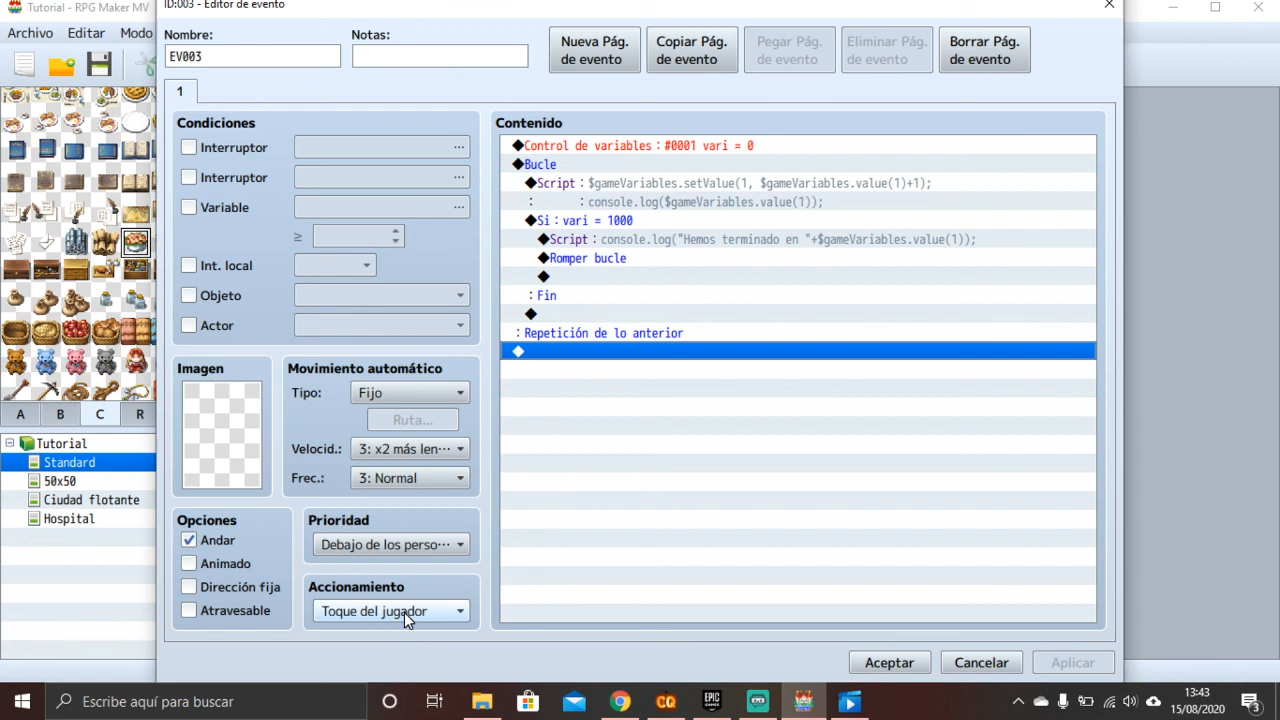 Tutorial - RPG Maker MV
ID:003 - Editor de evento
Archivo Editar Modo
Nombre:
EV003
Notas:
Nueva Pág. de evento
Copiar Pág. de evento
Pegar Pág. de evento
Eliminar Pág. de evento
Borrar Pág. de evento
1
Condiciones
Interruptor ...
Interruptor ...
Variable ...
≥
Int. local
Objeto
Actor
Imagen
Movimiento automático
Tipo: Fijo
Ruta...
Velocid.: 3: x2 más len···
Frec.: 3: Normal
Opciones
Andar
Animado
Dirección fija
Atravesable
Prioridad
Debajo de los perso···
Accionamiento
Toque del jugador
Contenido
◆Control de variables：#0001 vari = 0
◆Bucle
◆Script：$gameVariables.setValue(1, $gameVariables.value(1)+1);
: :console.log($gameVariables.value(1));
◆Si：vari = 1000
◆Script：console.log("Hemos terminado en "+$gameVariables.value(1));
◆Romper bucle
◆
：Fin
◆
：Repetición de lo anterior
◆
A B C R
Tutorial
Standard
50x50
Ciudad flotante
Hospital
Aceptar
Cancelar
Aplicar
Escribe aquí para buscar
EPIC GAMES
13:43
15/08/2020
3